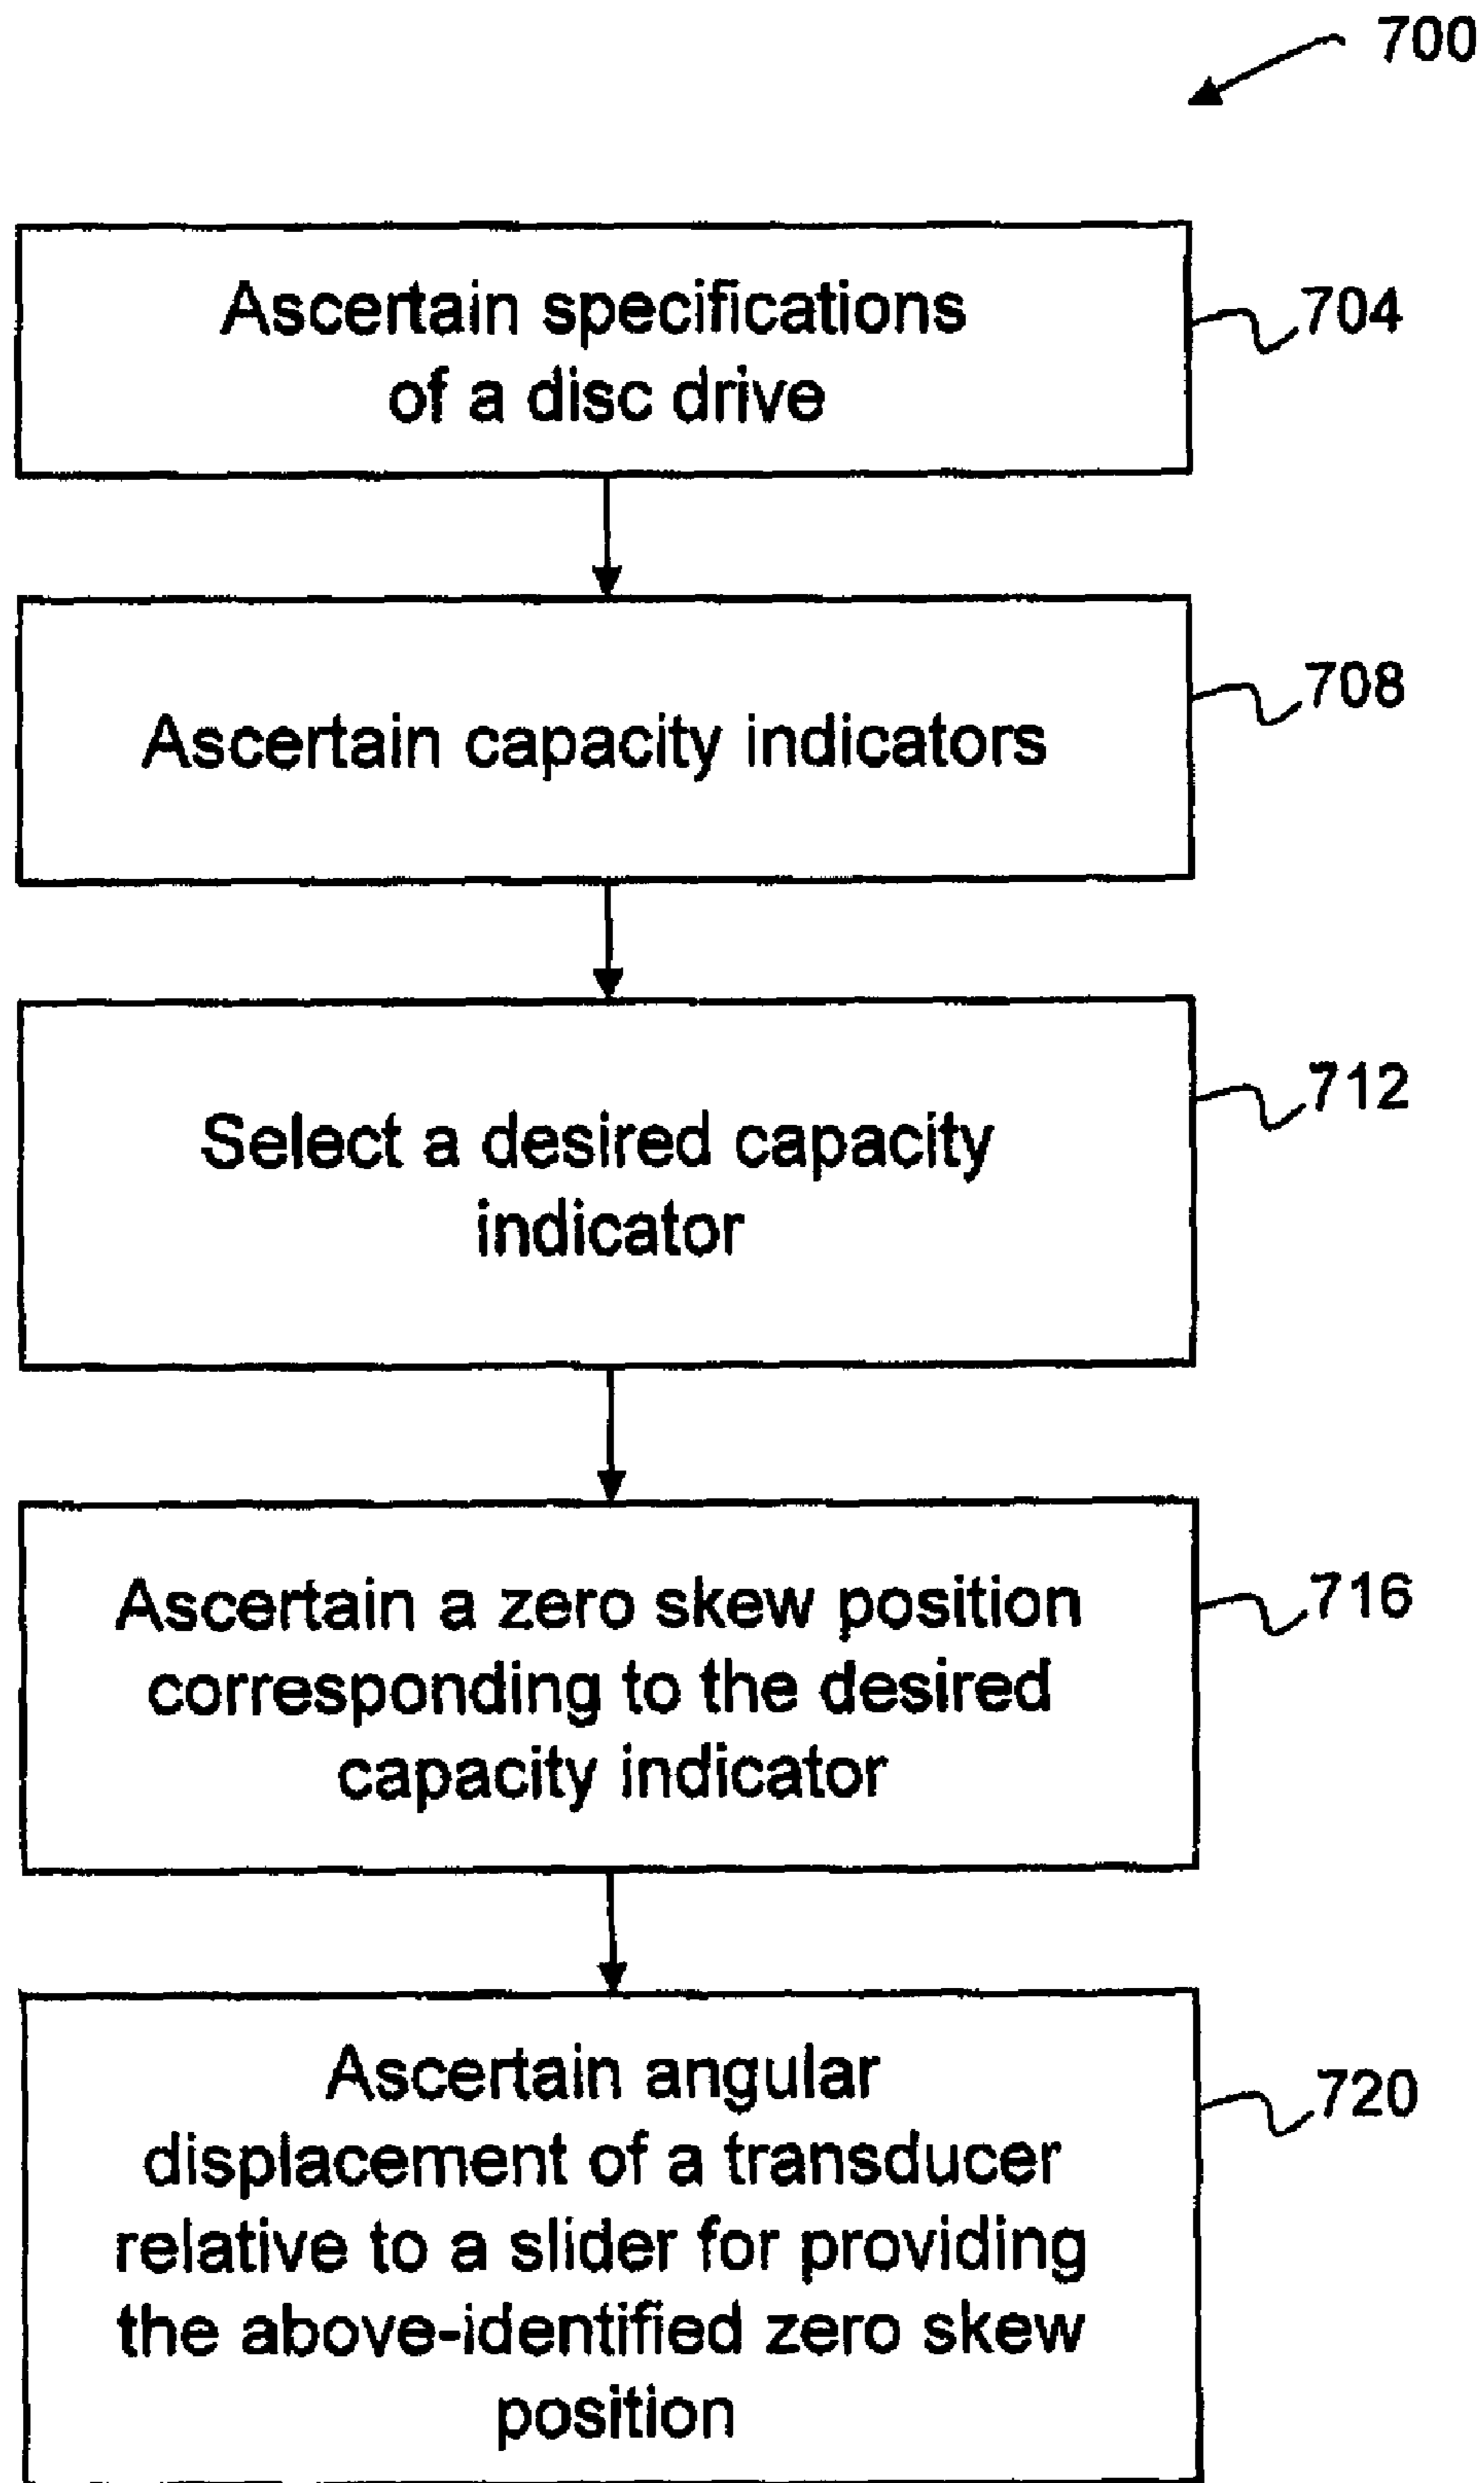 700
Ascertain specifications
of a disc drive
704
Ascertain capacity indicators
708
Select a desired capacity
indicator
712
Ascertain a zero skew position
corresponding to the desired
capacity indicator
716
Ascertain angular
displacement of a transducer
relative to a slider for providing
the above-identified zero skew
position
720